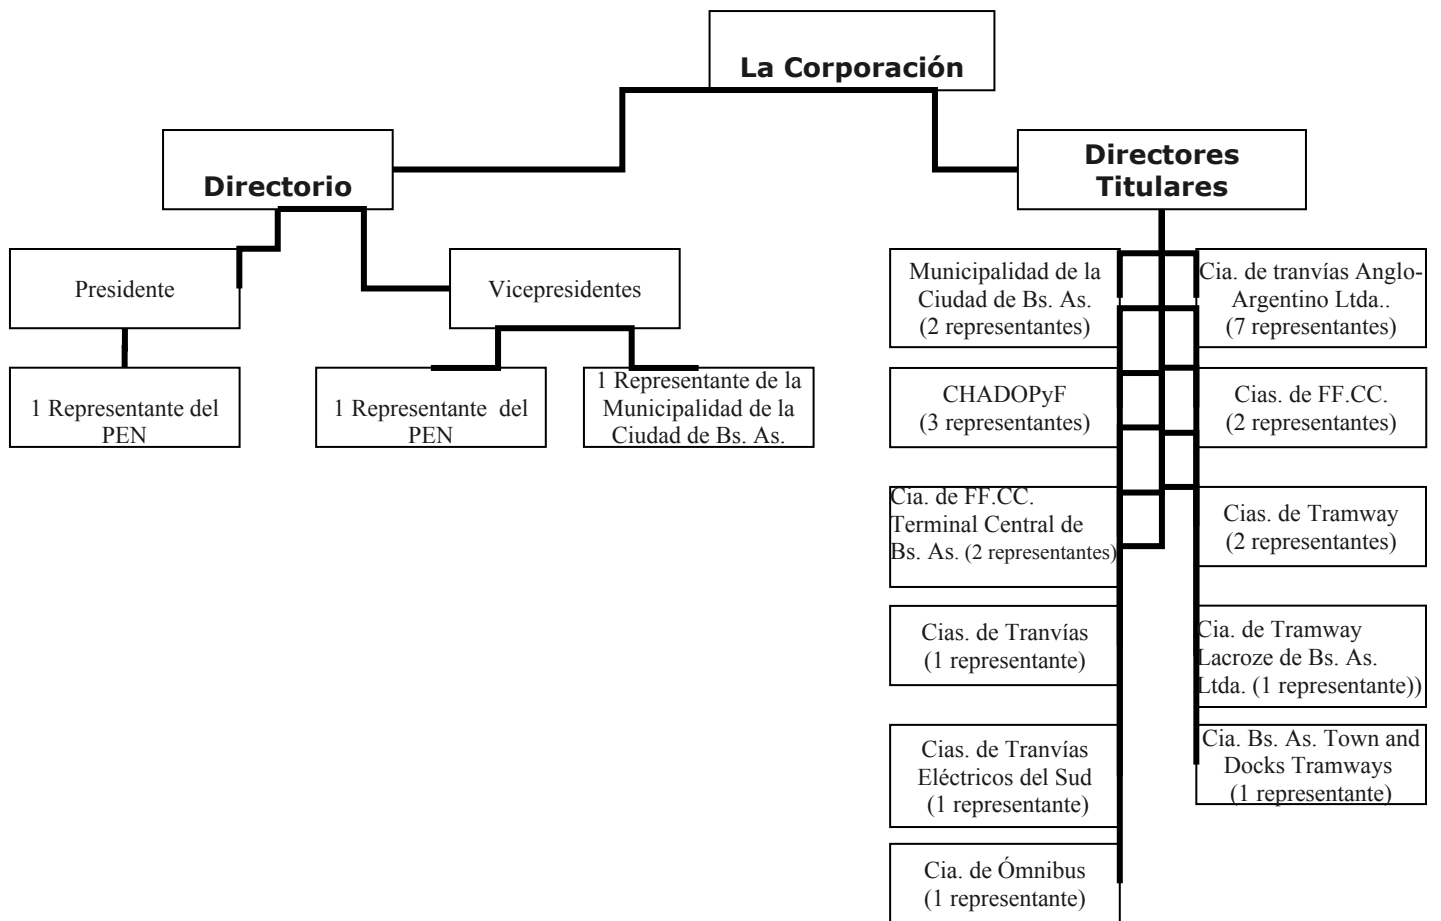 La Corporación
Directorio
Directores
Titulares
Presidente
Vicepresidentes
1 Representante del
PEN
1 Representante del
PEN
1 Representante de la
Municipalidad de la
Ciudad de Bs. As.
Municipalidad de la
Ciudad de Bs. As.
(2 representantes)
Cia. de tranvías Anglo-
Argentino Ltda..
(7 representantes)
CHADOPyF
(3 representantes)
Cias. de FF.CC.
(2 representantes)
Cia. de FF.CC.
Terminal Central de
Bs. As. (2 representantes)
Cias. de Tramway
(2 representantes)
Cias. de Tranvías
(1 representante)
Cia. de Tramway
Lacroze de Bs. As.
Ltda. (1 representante))
Cias. de Tranvías
Eléctricos del Sud
(1 representante)
Cia. Bs. As. Town and
Docks Tramways
(1 representante)
Cia. de Ómnibus
(1 representante)